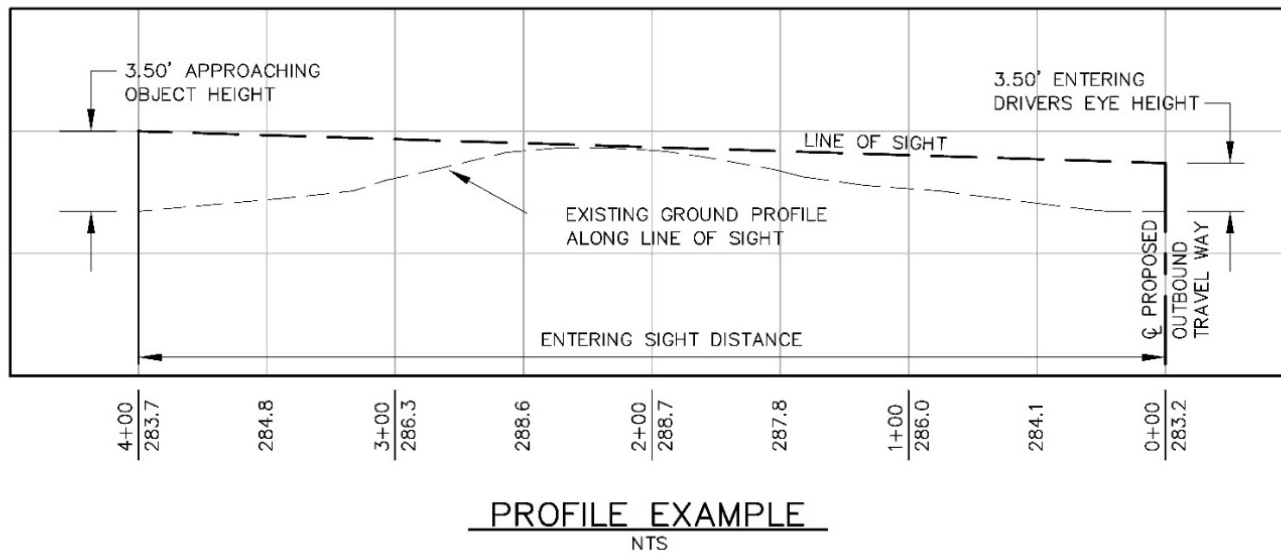 3.50' APPROACHING
OBJECT HEIGHT
3.50' ENTERING
DRIVERS EYE HEIGHT
LINE OF SIGHT
EXISTING GROUND PROFILE
ALONG LINE OF SIGHT
℄ PROPOSED
OUTBOUND
TRAVEL WAY
ENTERING SIGHT DISTANCE
4+00
283.7
284.8
3+00
286.3
288.6
2+00
288.7
287.8
1+00
286.0
284.1
0+00
283.2
PROFILE EXAMPLE
NTS